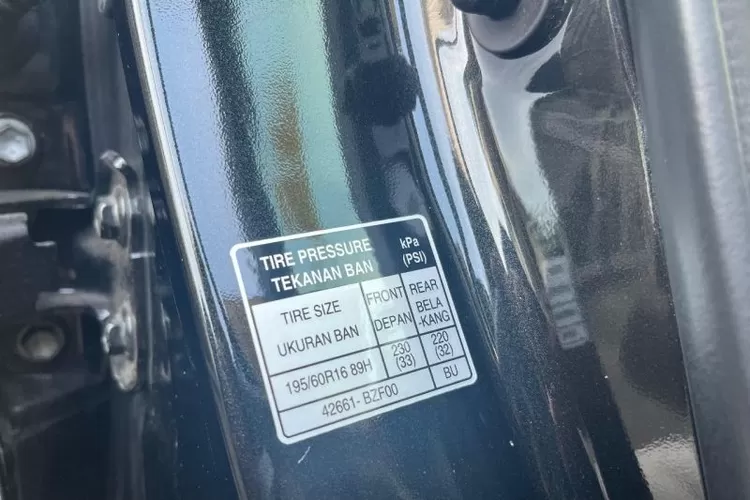 TIRE PRESSURE kPa
TEKANAN BAN (PSI)
TIRE SIZE FRONT REAR
UKURAN BAN DEPAN BELA
-KANG
195/60R16 89H 230 220
(33) (32)
42661-BZF00 BU